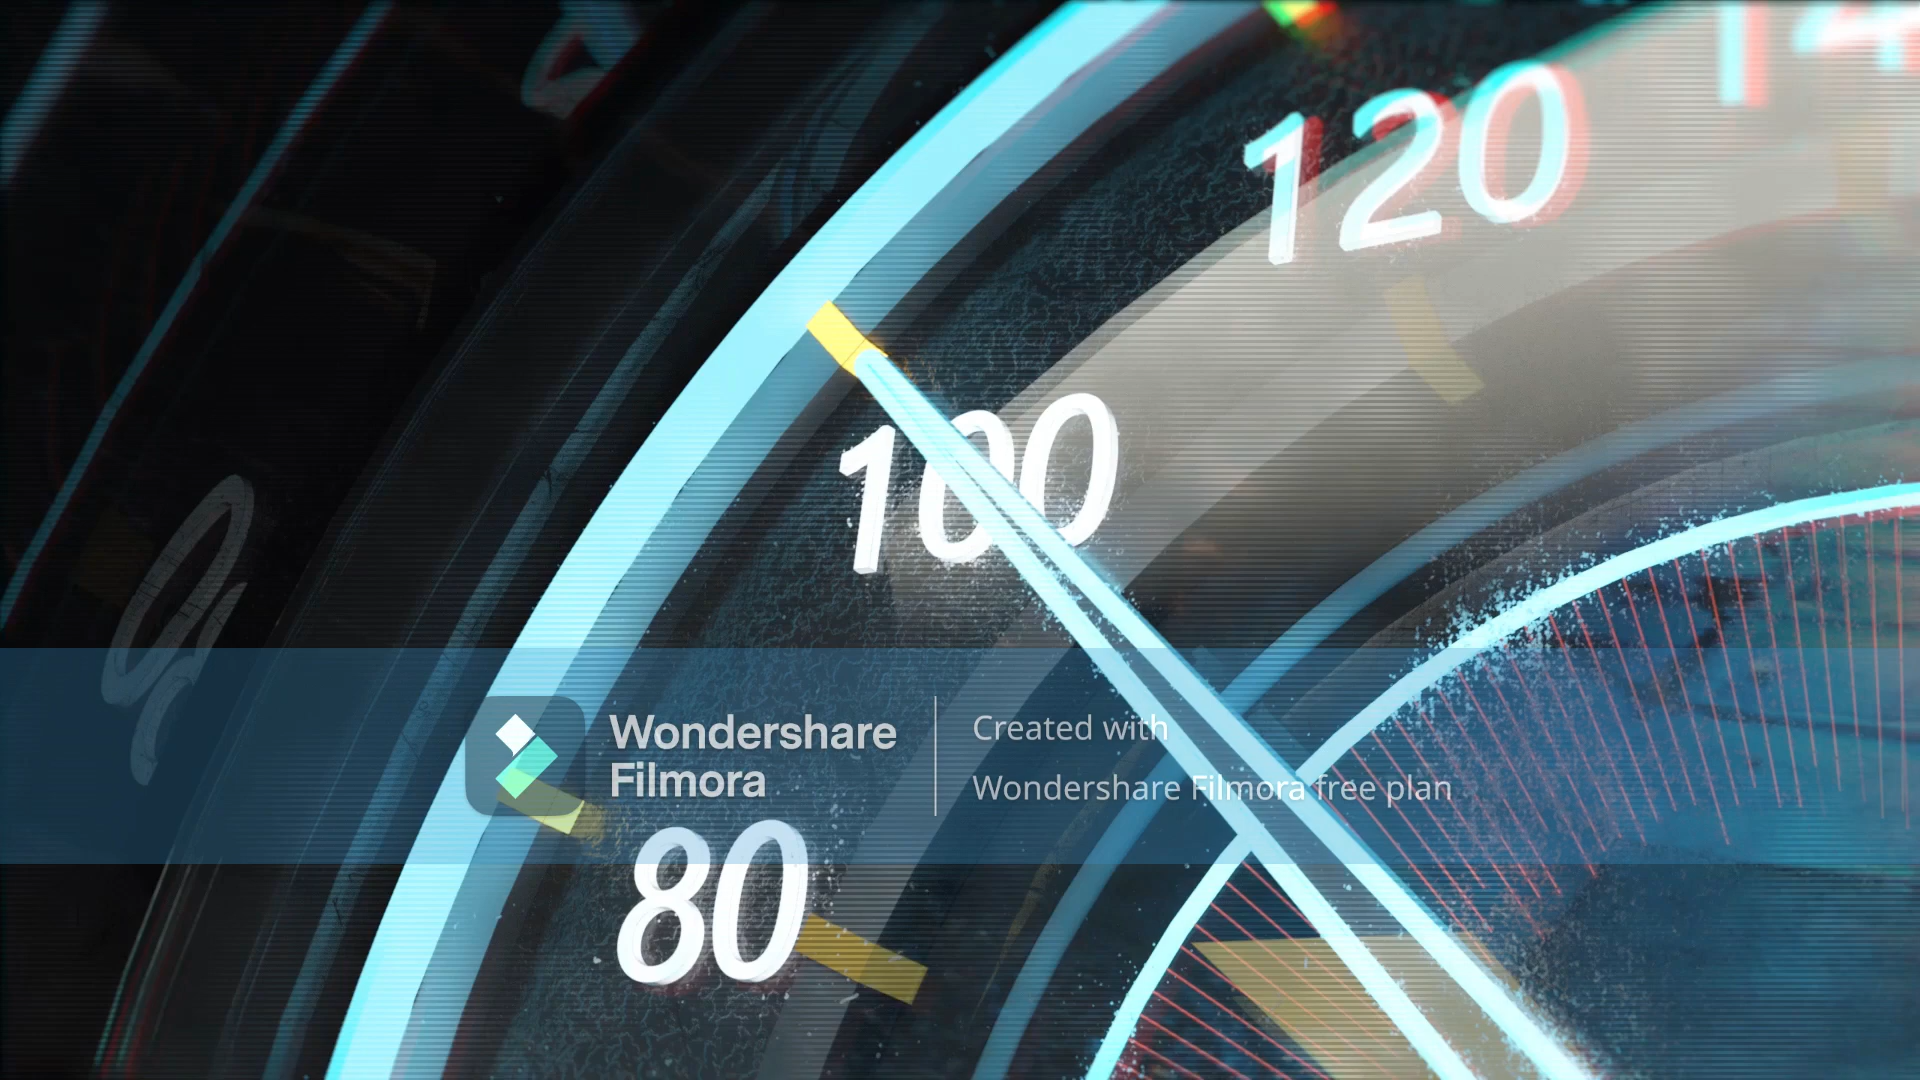 120
100
Wondershare
Filmora
Created with
Wondershare Filmora free plan
80